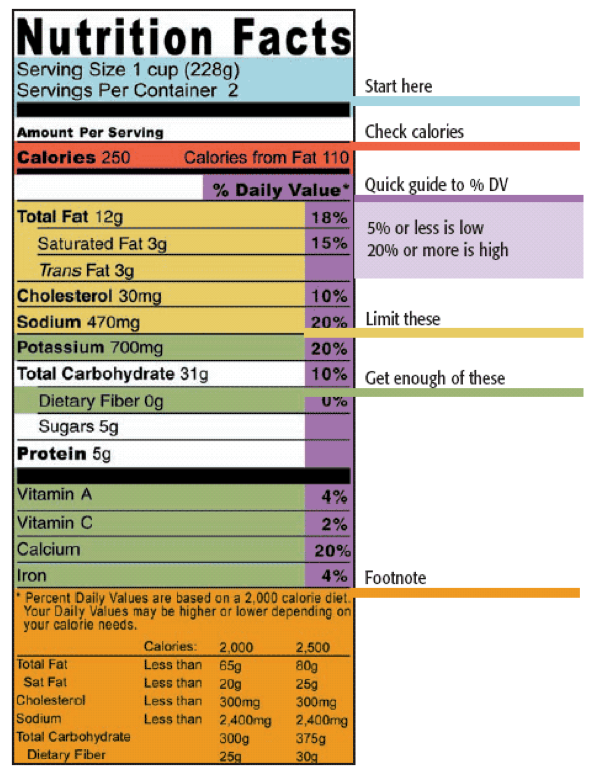 Nutrition Facts
Serving Size 1 cup (228g)
Servings Per Container 2
Start here
Amount Per Serving
Check calories
Calories 250 Calories from Fat 110
% Daily Value*
Quick guide to % DV
5% or less is low
20% or more is high
Total Fat 12g 18%
Saturated Fat 3g 15%
Trans Fat 3g
Cholesterol 30mg 10%
Sodium 470mg 20%
Limit these
Potassium 700mg 20%
Total Carbohydrate 31g 10%
Get enough of these
Dietary Fiber 0g 0%
Sugars 5g
Protein 5g
Vitamin A 4%
Vitamin C 2%
Calcium 20%
Iron 4%
Footnote
* Percent Daily Values are based on a 2,000 calorie diet.
Your Daily Values may be higher or lower depending on
your calorie needs.
Calories: 2,000 2,500
Total Fat Less than 65g 80g
Sat Fat Less than 20g 25g
Cholesterol Less than 300mg 300mg
Sodium Less than 2,400mg 2,400mg
Total Carbohydrate 300g 375g
Dietary Fiber 25g 30g